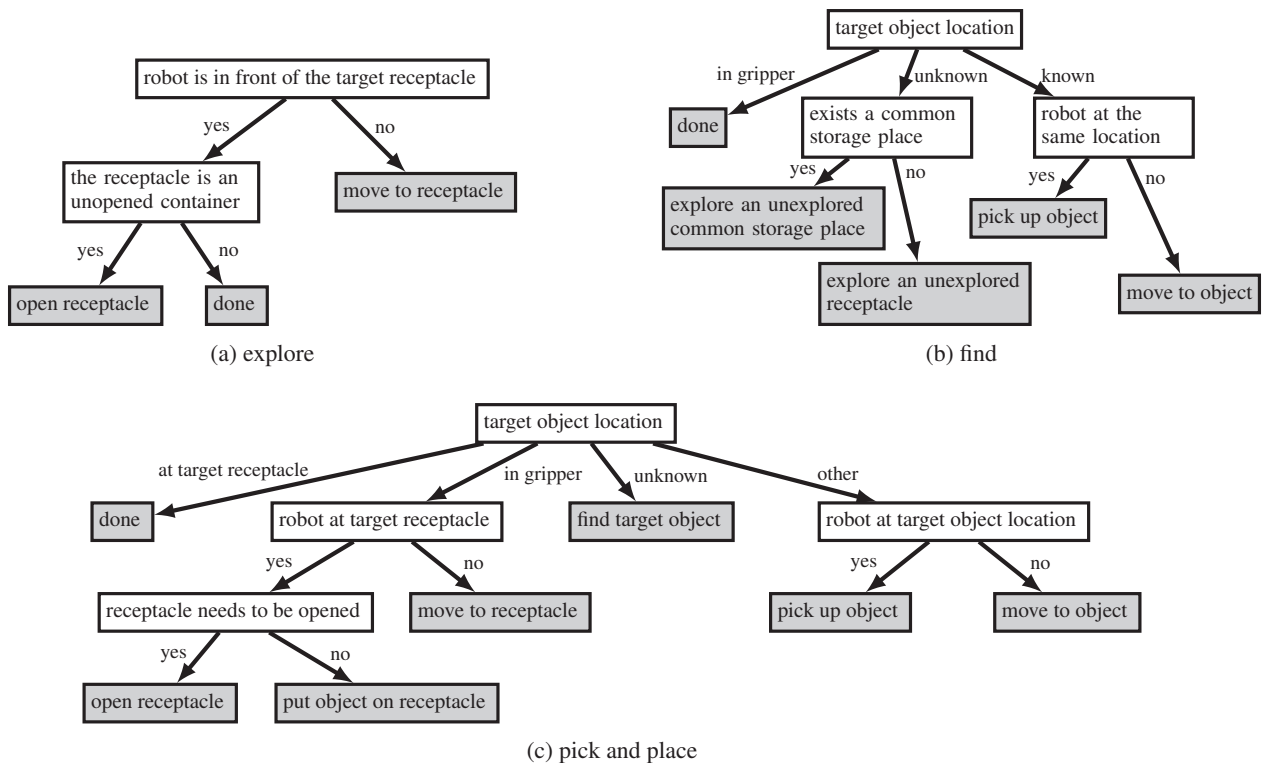 robot is in front of the target receptacle
yes
no
the receptacle is an
unopened container
move to receptacle
yes
no
open receptacle
done
(a) explore
target object location
in gripper
unknown
known
done
exists a common
storage place
robot at the
same location
yes
no
yes
no
explore an unexplored
common storage place
pick up object
explore an unexplored
receptacle
move to object
(b) find
target object location
at target receptacle
in gripper
unknown
other
done
robot at target receptacle
find target object
robot at target object location
yes
no
yes
no
receptacle needs to be opened
move to receptacle
pick up object
move to object
yes
no
open receptacle
put object on receptacle
(c) pick and place